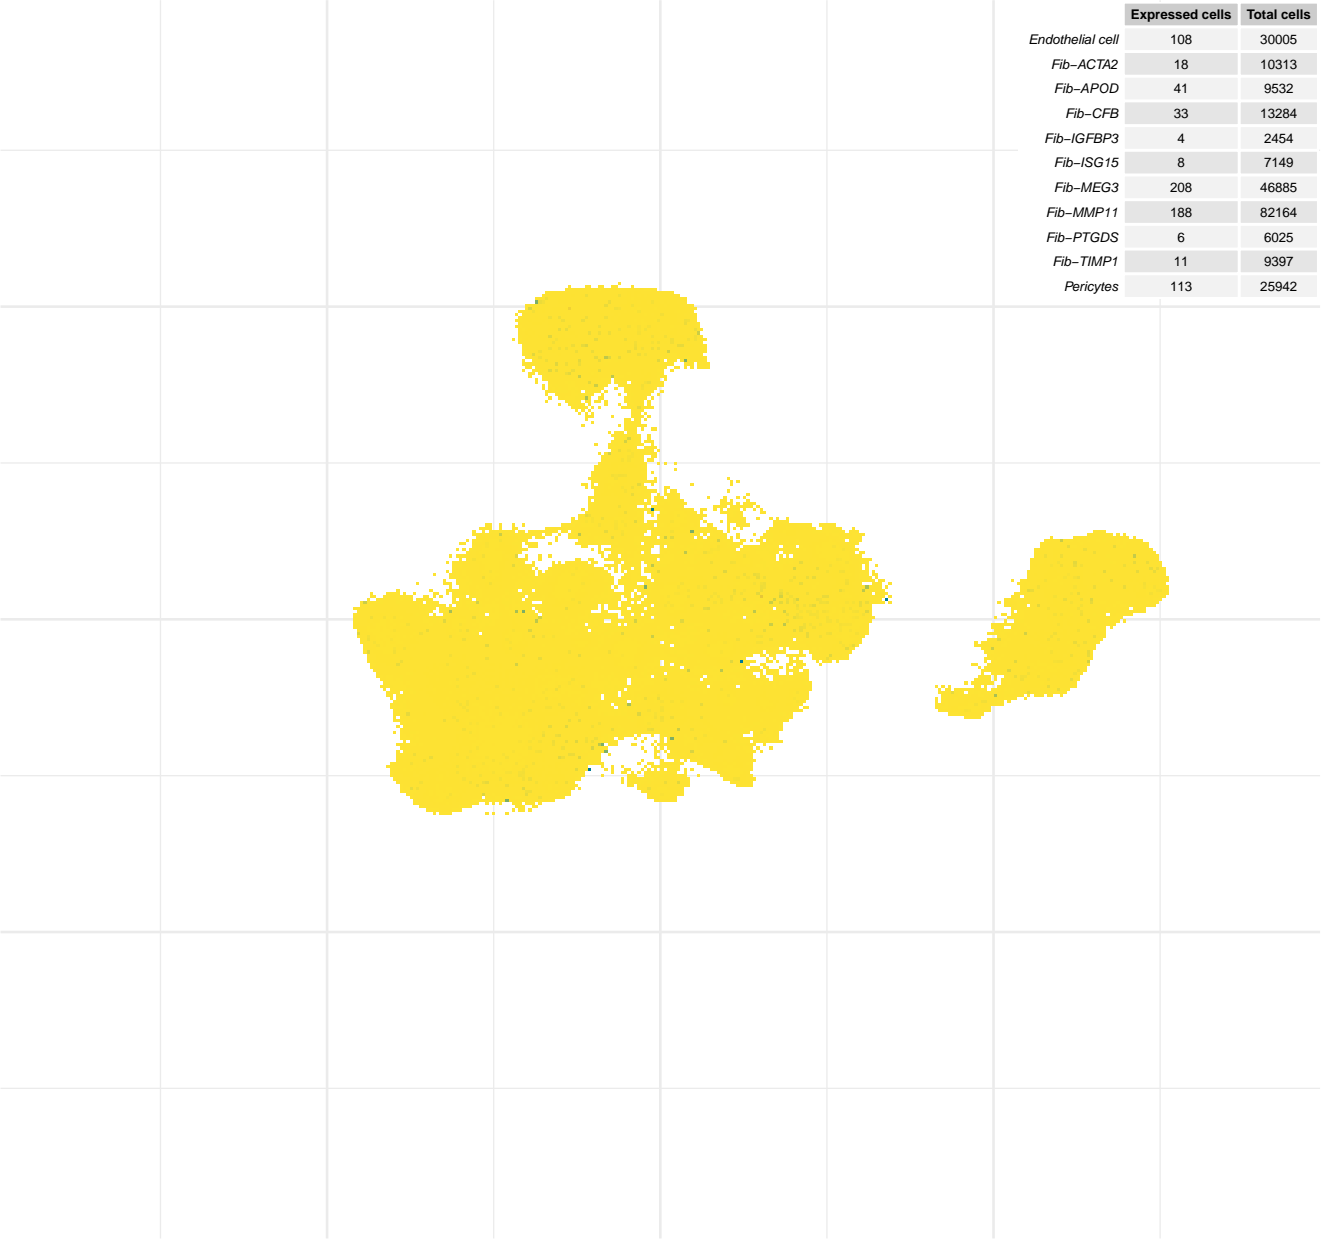 Expressed cells Total cells
Endothelial cell 108 30005
Fib−ACTA2 18 10313
Fib−APOD 41 9532
Fib−CFB 33 13284
Fib−IGFBP3 4 2454
Fib−ISG15 8 7149
Fib−MEG3 208 46885
Fib−MMP11 188 82164
Fib−PTGDS 6 6025
Fib−TIMP1 11 9397
Pericytes 113 25942